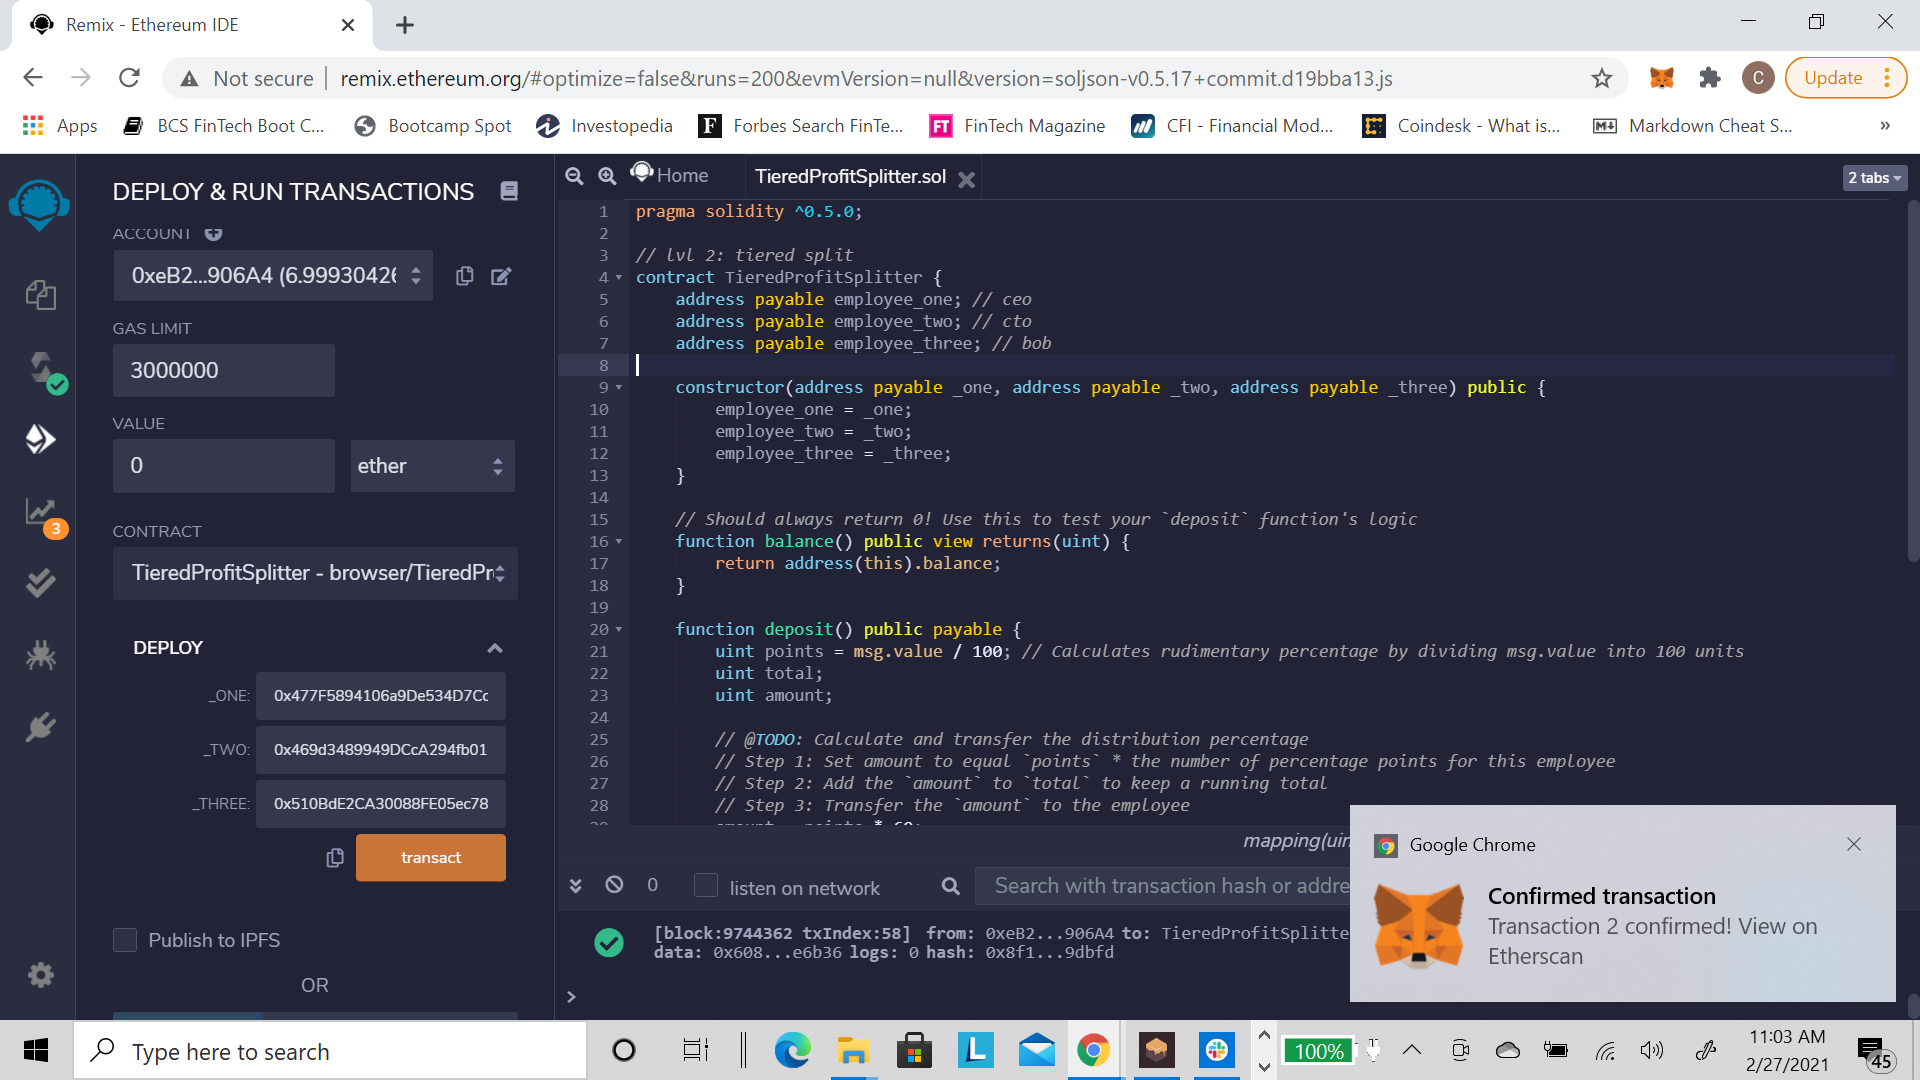 Remix - Ethereum IDE
Not secure
remix.ethereum.org/#optimize=false&runs=200&evmVersion=null&version=soljson-v0.5.17+commit.d19bba13.js
C
Update
Apps
BCS FinTech Boot C...
Bootcamp Spot
Investopedia
F
Forbes Search FinTe...
FT
FinTech Magazine
CFI - Financial Mod...
Coindesk - What is...
Markdown Cheat S...
»
DEPLOY & RUN TRANSACTIONS
ACCOUNT
0xeB2...906A4 (6.99930426
GAS LIMIT
3000000
VALUE
0
ether
CONTRACT
TieredProfitSplitter - browser/TieredPr
DEPLOY
_ONE:
0x477F5894106a9De534D7Cc
_TWO:
0x469d3489949DCcA294fb01
_THREE:
0x510BdE2CA30088FE05ec78
transact
Publish to IPFS
OR
3
Home
TieredProfitSplitter.sol
2 tabs
1 pragma solidity ^0.5.0;
2
3 // lvl 2: tiered split
4 contract TieredProfitSplitter {
5 address payable employee_one; // ceo
6 address payable employee_two; // cto
7 address payable employee_three; // bob
8
9 constructor(address payable _one, address payable _two, address payable _three) public {
10 employee_one = _one;
11 employee_two = _two;
12 employee_three = _three;
13 }
14
15 // Should always return 0! Use this to test your `deposit` function's logic
16 function balance() public view returns(uint) {
17 return address(this).balance;
18 }
19
20 function deposit() public payable {
21 uint points = msg.value / 100; // Calculates rudimentary percentage by dividing msg.value into 100 units
22 uint total;
23 uint amount;
24
25 // @TODO: Calculate and transfer the distribution percentage
26 // Step 1: Set amount to equal `points` * the number of percentage points for this employee
27 // Step 2: Add the `amount` to `total` to keep a running total
28 // Step 3: Transfer the `amount` to the employee
mapping(uin
0
listen on network
Search with transaction hash or addre
[block:9744362 txIndex:58] from: 0xeB2...906A4 to: TieredProfitSplitte
data: 0x608...e6b36 logs: 0 hash: 0x8f1...9dbfd
>
Google Chrome
Confirmed transaction
Transaction 2 confirmed! View on
Etherscan
Type here to search
L
100%
11:03 AM
2/27/2021
45